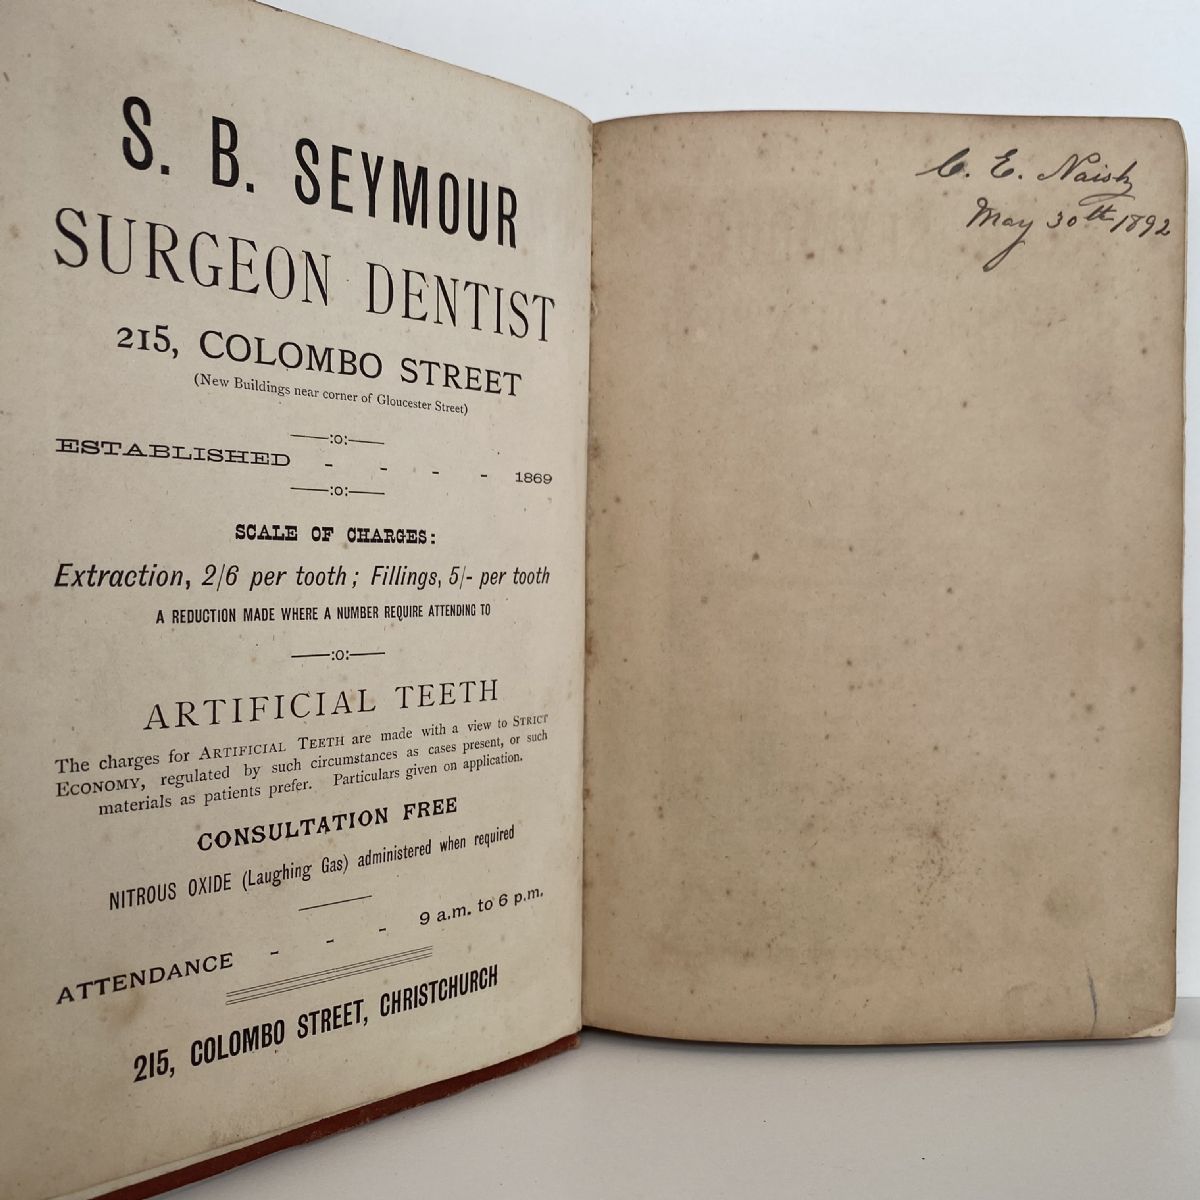 S. B. SEYMOUR
SURGEON DENTIST
215, COLOMBO STREET
(New Buildings near corner of Gloucester Street)
——:o:——
ESTABLISHED - - - - 1869
——:o:——
SCALE OF CHARGES:
Extraction, 2/6 per tooth; Fillings, 5/- per tooth
A REDUCTION MADE WHERE A NUMBER REQUIRE ATTENDING TO
——:o:——
ARTIFICIAL TEETH
The charges for ARTIFICIAL TEETH are made with a view to STRICT
ECONOMY, regulated by such circumstances as cases present, or such
materials as patients prefer. Particulars given on application.
CONSULTATION FREE
NITROUS OXIDE (Laughing Gas) administered when required
ATTENDANCE - - - 9 a.m. to 6 p.m.
215, COLOMBO STREET, CHRISTCHURCH
C. E. Naish
May 30th 1892